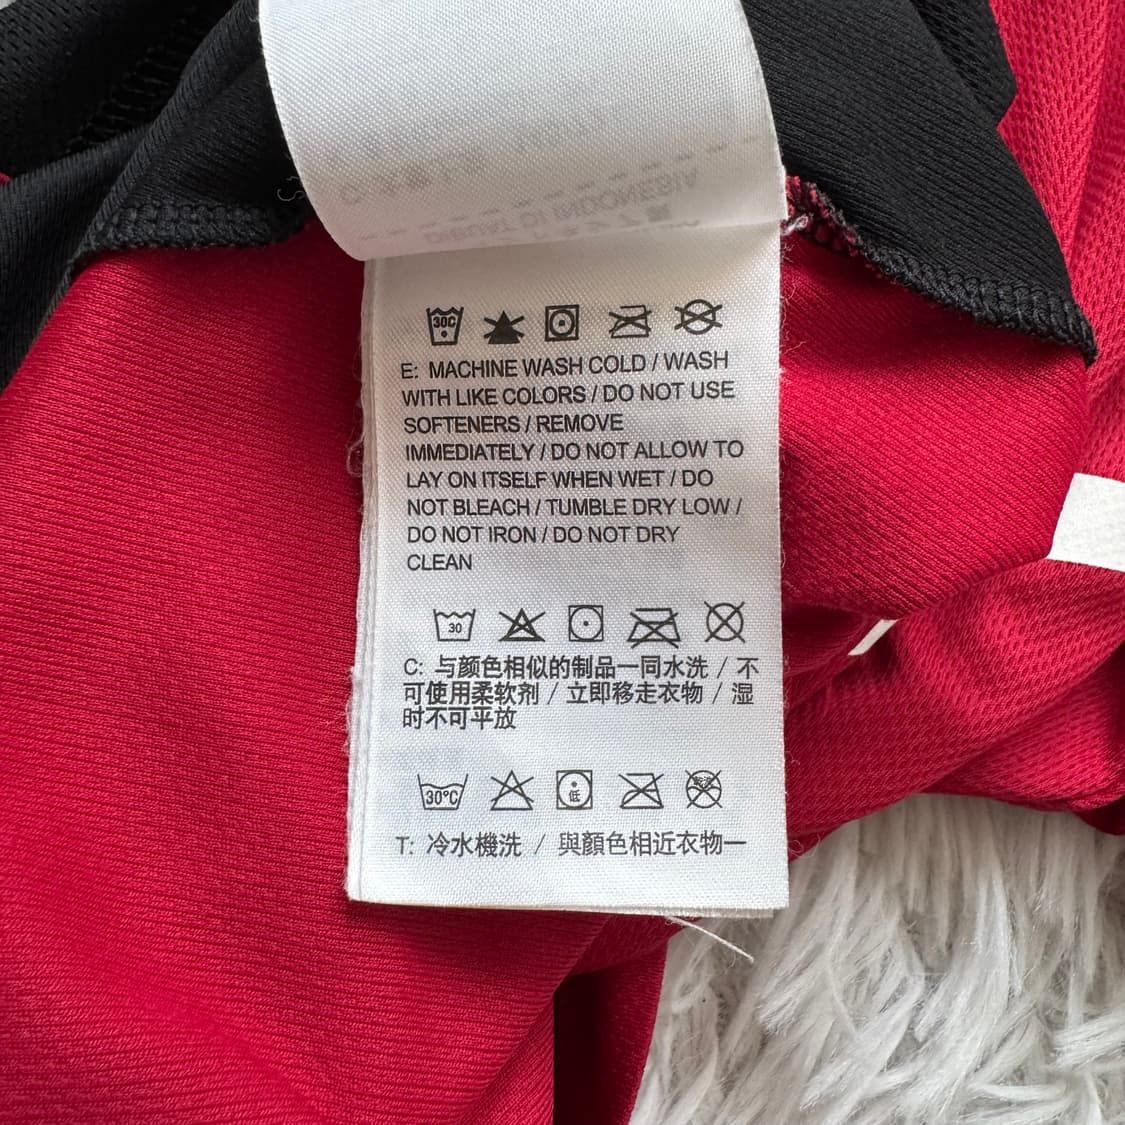 30C
E: MACHINE WASH COLD / WASH
WITH LIKE COLORS / DO NOT USE
SOFTENERS / REMOVE
IMMEDIATELY / DO NOT ALLOW TO
LAY ON ITSELF WHEN WET / DO
NOT BLEACH / TUMBLE DRY LOW /
DO NOT IRON / DO NOT DRY
CLEAN
30
C: 与颜色相似的制品一同水洗 / 不
可使用柔软剂 / 立即移走衣物 / 湿
时不可平放
30°C 低
T: 冷水機洗 / 與顏色相近衣物一